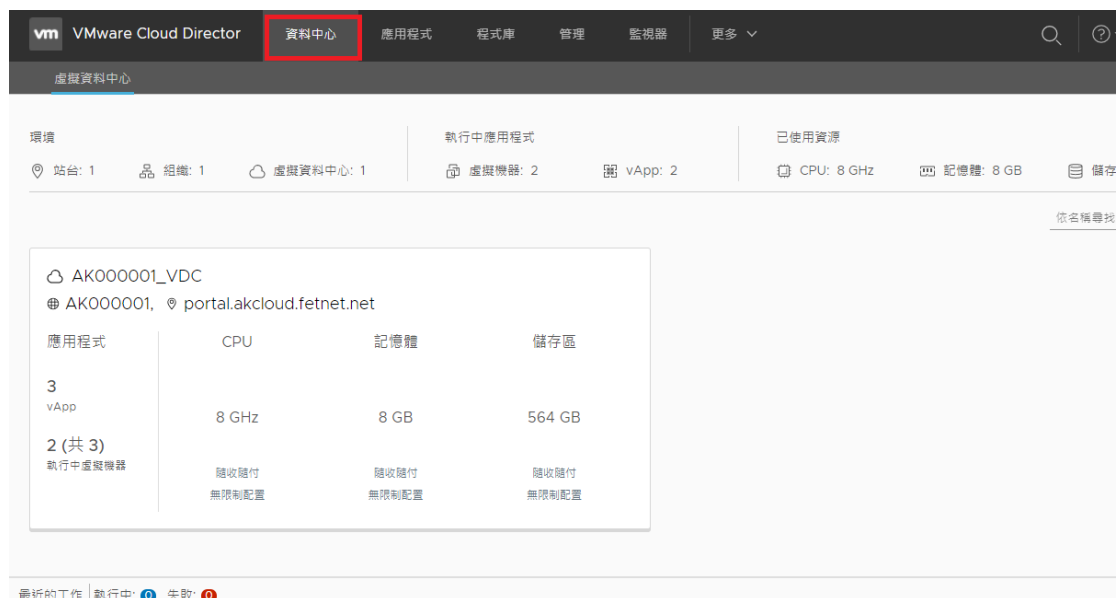 vm VMware Cloud Director 資料中心 應用程式 程式庫 管理 監視器 更多
虛擬資料中心
環境 執行中應用程式 已使用資源
站台: 1 組織: 1 虛擬資料中心: 1 虛擬機器: 2 vApp: 2 CPU: 8 GHz 記憶體: 8 GB 儲存
依名稱尋找
AK000001_VDC
AK000001, portal.akcloud.fetnet.net
應用程式 CPU 記憶體 儲存區
3
vApp
8 GHz 8 GB 564 GB
2 (共 3)
執行中虛擬機器
隨收隨付 隨收隨付 隨收隨付
無限制配置 無限制配置 無限制配置
最近的工作 執行中: 0 失敗: 0